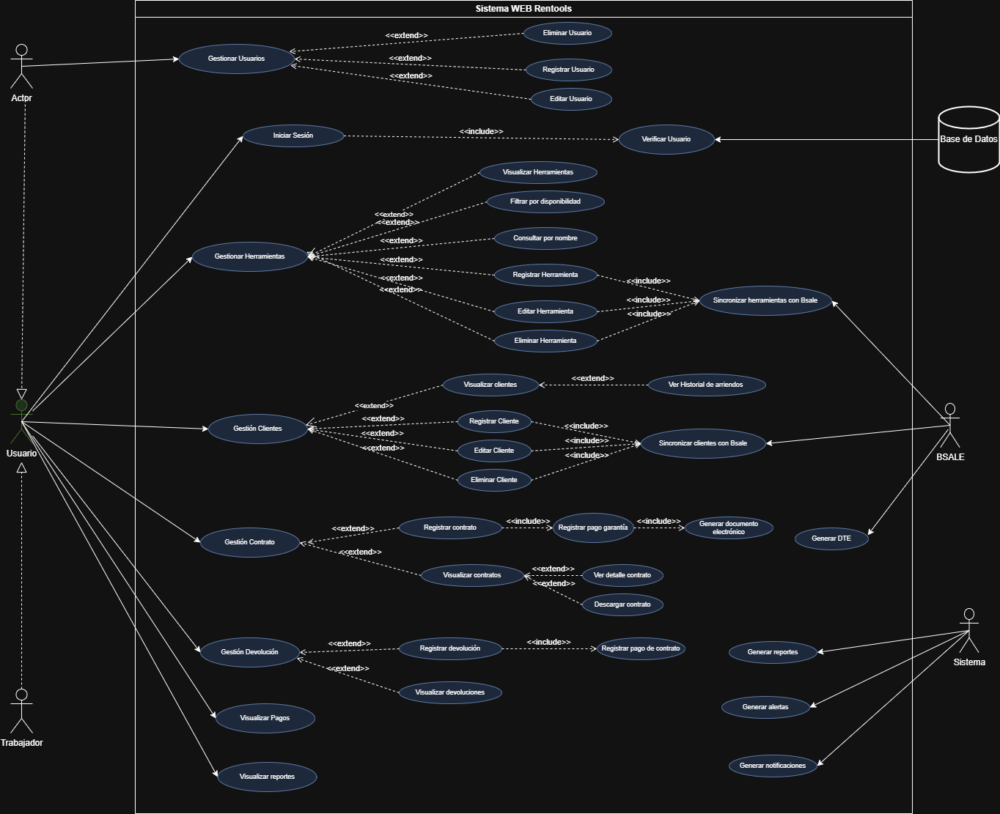 Sistema WEB Rentools
Eliminar Usuario
<<extend>>
Gestionar Usuarios
<<extend>>
Registrar Usuario
<<extend>>
Editar Usuario
Actor
Iniciar Sesión
<<include>>
Verificar Usuario
Base de Datos
Visualizar Herramientas
Filtrar por disponibilidad
<<extend>>
<<extend>>
Consultar por nombre
<<extend>>
Gestionar Herramientas
<<extend>>
Registrar Herramienta
<<include>>
<<extend>>
<<extend>>
Editar Herramienta
<<include>>
Sincronizar herramientas con Bsale
<<include>>
Eliminar Herramienta
Visualizar clientes
<<extend>>
Ver Historial de arriendos
<<extend>>
<<extend>>
Registrar Cliente
<<include>>
Gestión Clientes
<<extend>>
<<include>>
Sincronizar clientes con Bsale
<<extend>>
Editar Cliente
<<include>>
Eliminar Cliente
Usuario
BSALE
<<extend>>
Registrar contrato
<<include>>
Registrar pago garantía
<<include>>
Generar documento
electrónico
Gestión Contrato
Generar DTE
<<extend>>
Visualizar contratos
<<extend>>
Ver detalle contrato
<<extend>>
Descargar contrato
<<extend>>
Gestión Devolución
Registrar devolución
<<include>>
Registrar pago de contrato
Generar reportes
Sistema
<<extend>>
Visualizar devoluciones
Generar alertas
Visualizar Pagos
Trabajador
Generar notificaciones
Visualizar reportes